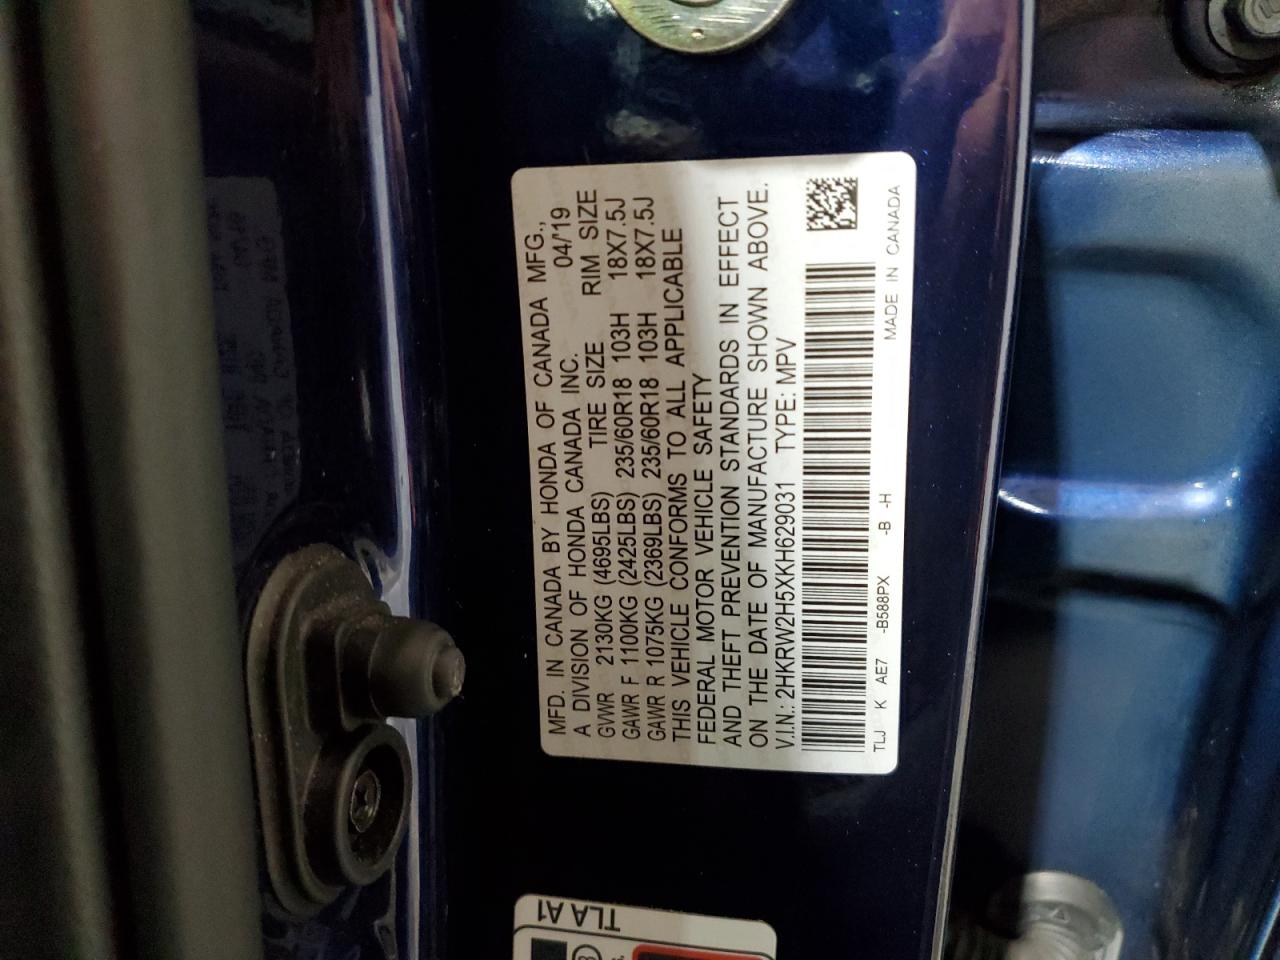 MFD. IN CANADA BY HONDA OF CANADA MFG.,
A DIVISION OF HONDA CANADA INC. 04/'19
GVWR 2130KG (4695LBS) TIRE SIZE RIM SIZE
GAWR F 1100KG (2425LBS) 235/60R18 103H 18X7.5J
GAWR R 1075KG (2369LBS) 235/60R18 103H 18X7.5J
THIS VEHICLE CONFORMS TO ALL APPLICABLE
FEDERAL MOTOR VEHICLE SAFETY
AND THEFT PREVENTION STANDARDS IN EFFECT
ON THE DATE OF MANUFACTURE SHOWN ABOVE.
V.I.N.: 2HKRW2H5XKH629031 TYPE: MPV
TLJ K AE7 -B588PX -B -H MADE IN CANADA
TLA A1